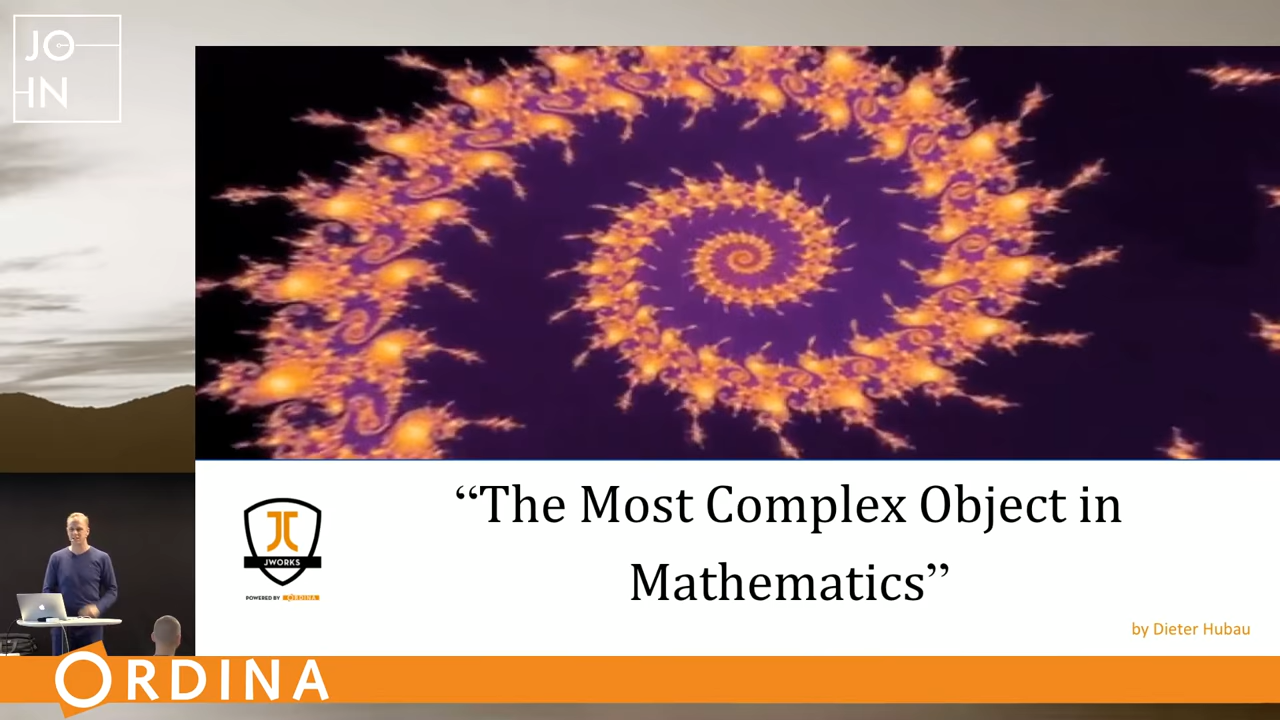 JO
IN
“The Most Complex Object in
Mathematics”
JWORKS
POWERED BY ORDINA
by Dieter Hubau
ORDINA